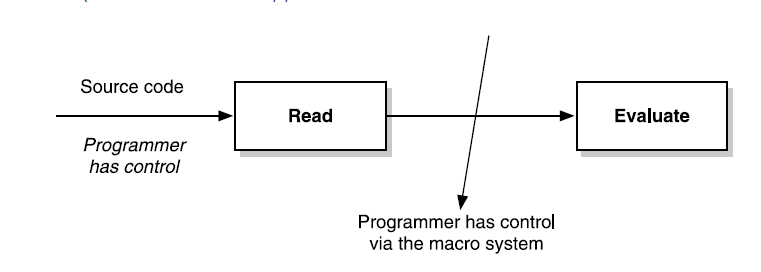 Source code
Read
Evaluate
Programmer
has control
Programmer has control
via the macro system